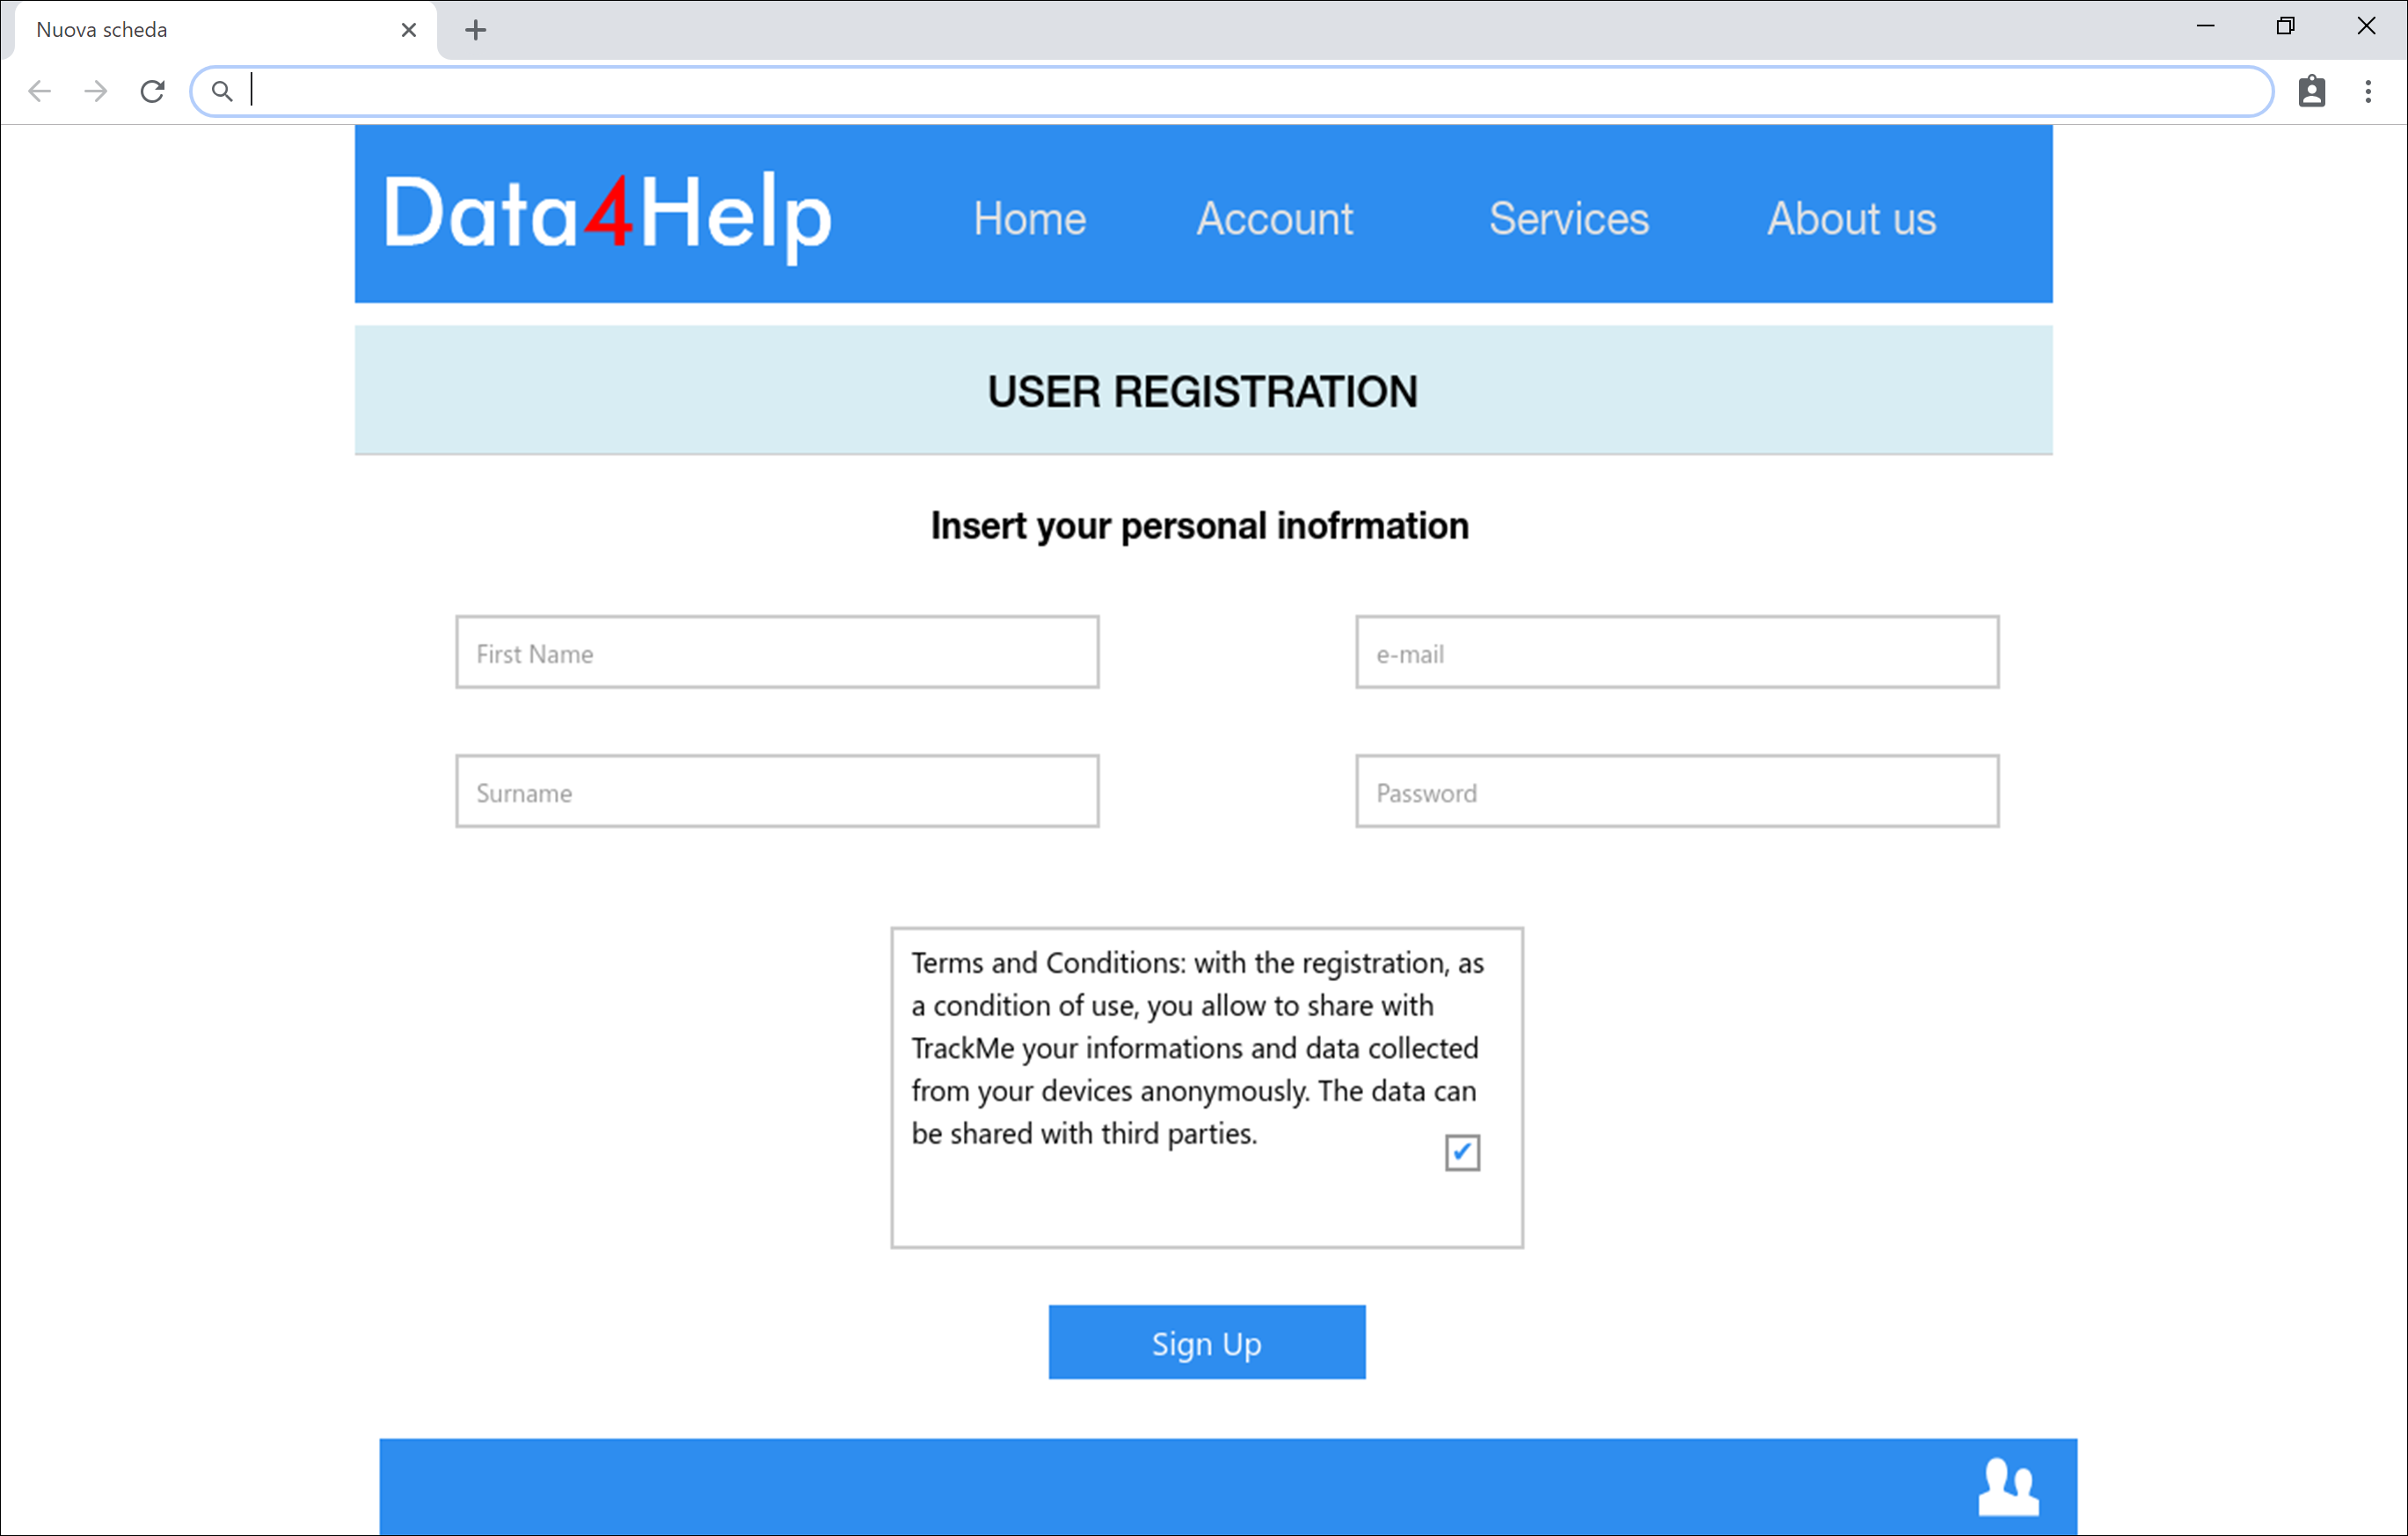 Nuova scheda
Data4Help
Home
Account
Services
About us
USER REGISTRATION
Insert your personal inofrmation
First Name
e-mail
Surname
Password
Terms and Conditions: with the registration, as
a condition of use, you allow to share with
TrackMe your informations and data collected
from your devices anonymously. The data can
be shared with third parties.
Sign Up